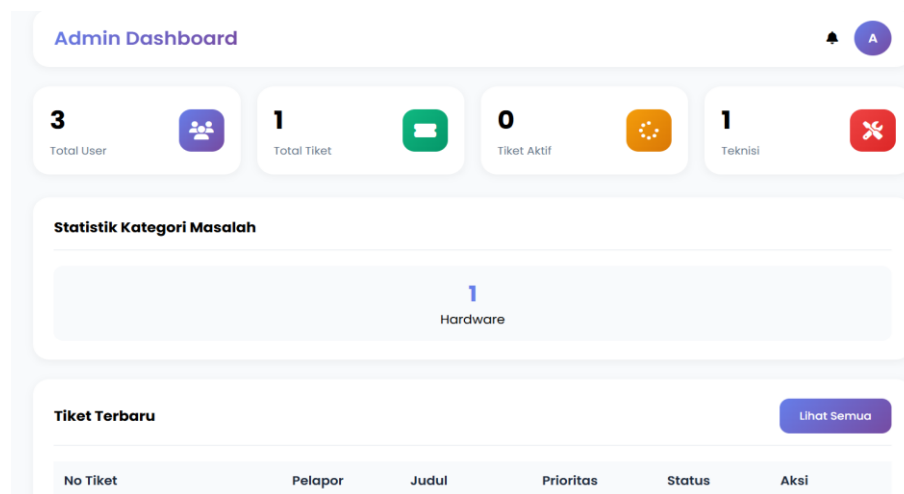 Admin Dashboard
A
3
Total User
1
Total Tiket
0
Tiket Aktif
1
Teknisi
Statistik Kategori Masalah
1
Hardware
Tiket Terbaru
Lihat Semua
No Tiket Pelapor Judul Prioritas Status Aksi